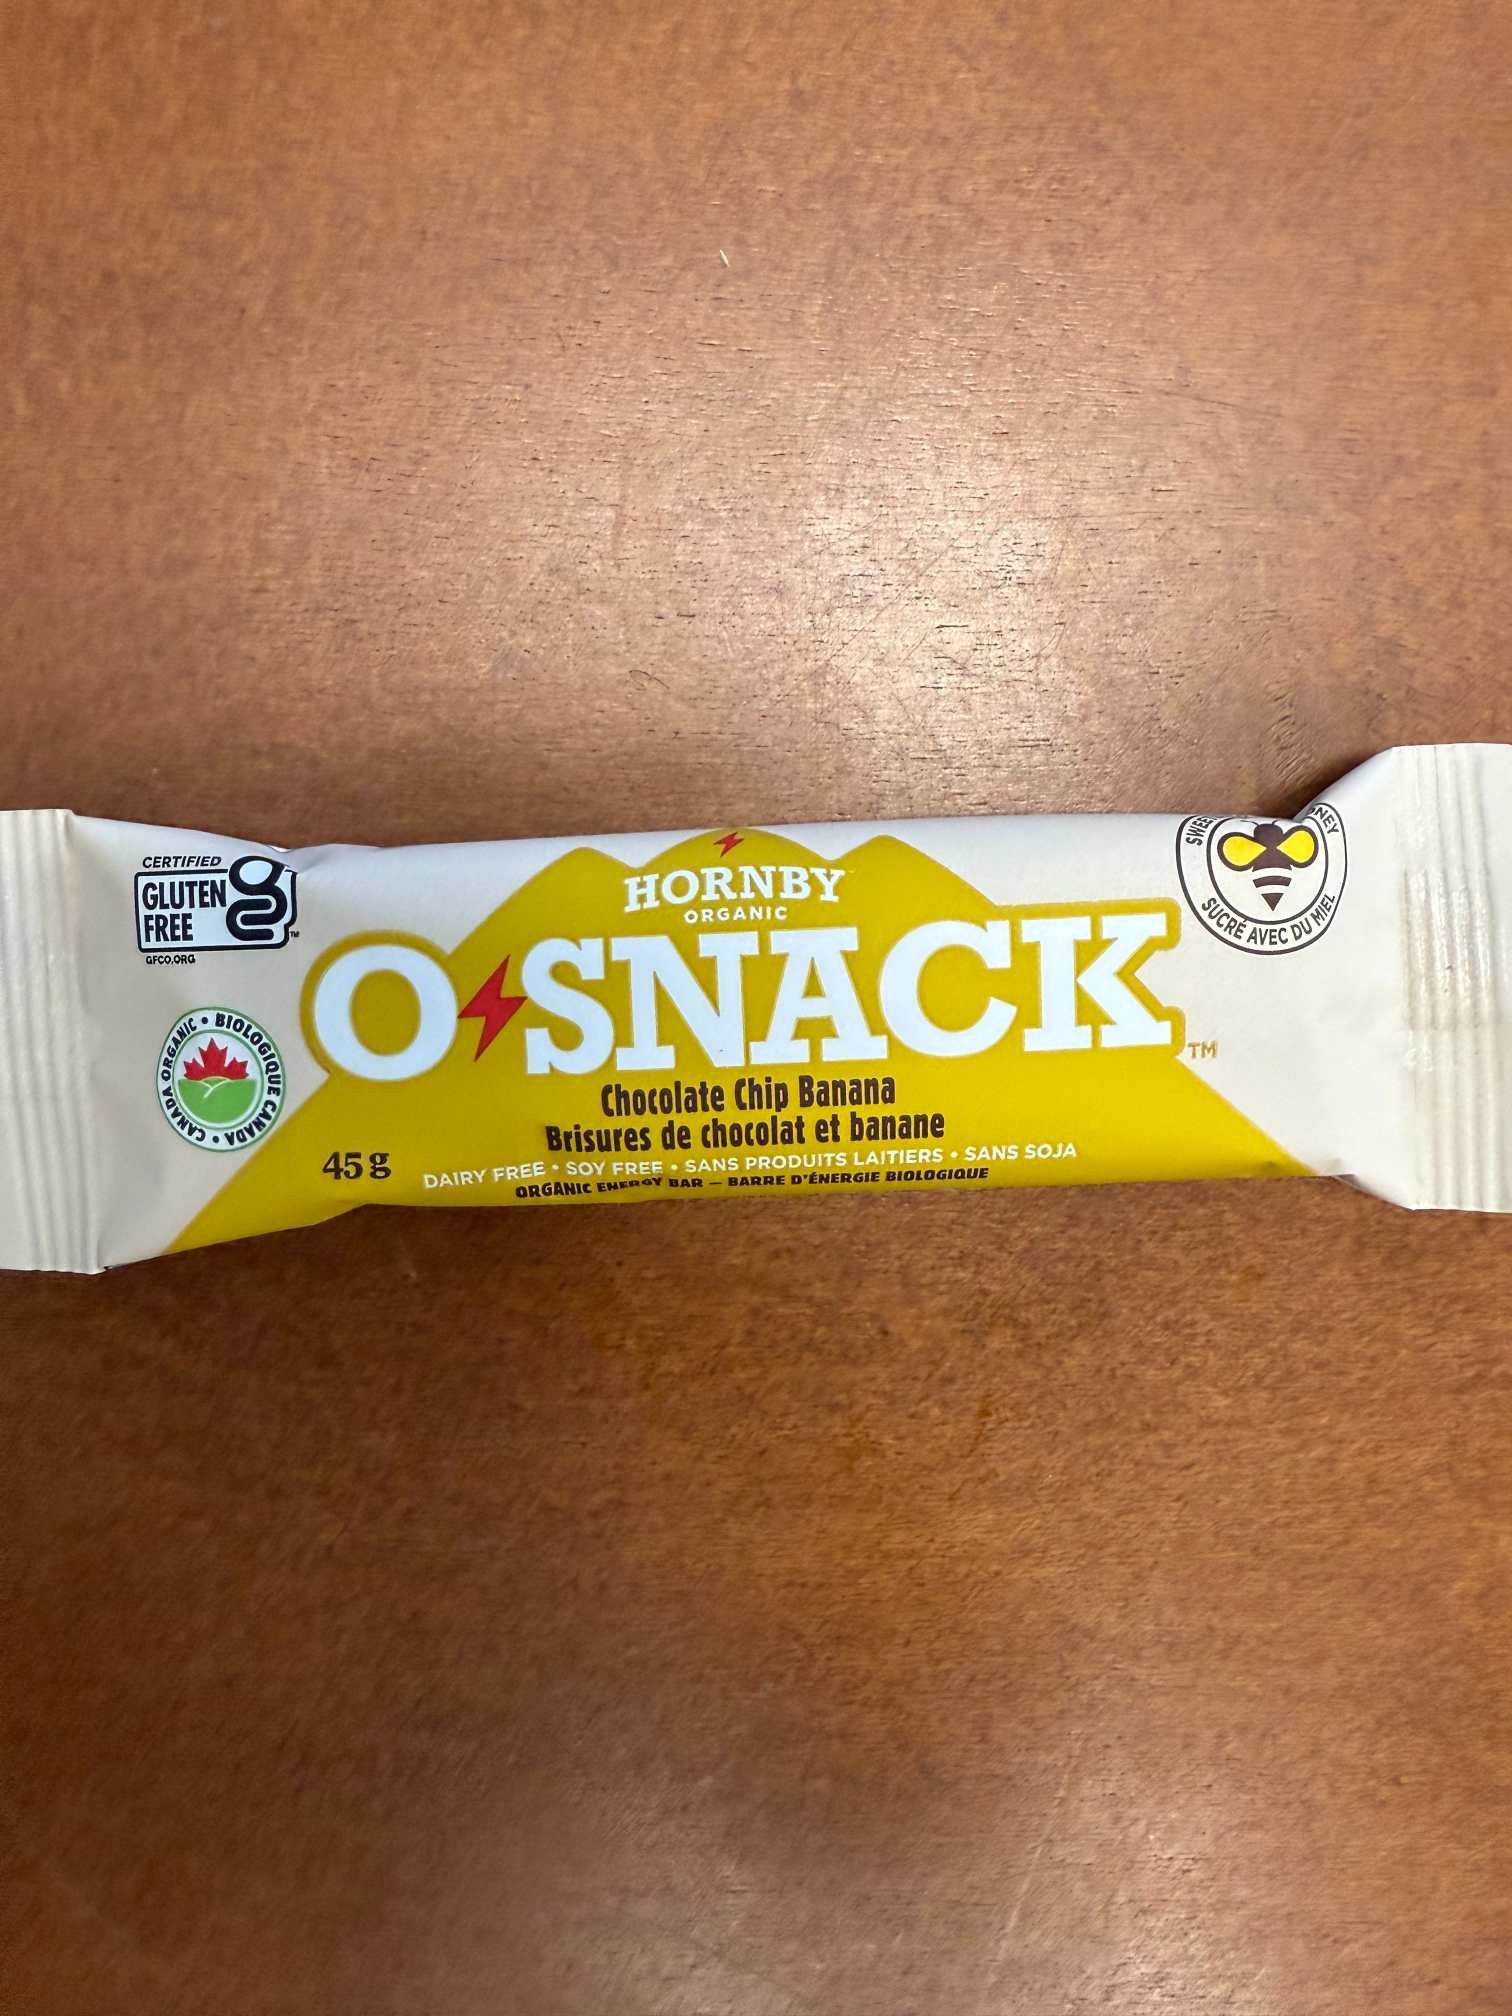 CERTIFIED
GLUTEN
FREE
TM
GFCO.ORG
CANADA ORGANIC • BIOLOGIQUE CANADA •
HORNBY
ORGANIC
O SNACK
TM
Chocolate Chip Banana
Brisures de chocolat et banane
45 g
DAIRY FREE • SOY FREE • SANS PRODUITS LAITIERS • SANS SOJA
ORGANIC ENERGY BAR – BARRE D'ÉNERGIE BIOLOGIQUE
SUCRÉ AVEC DU MIEL